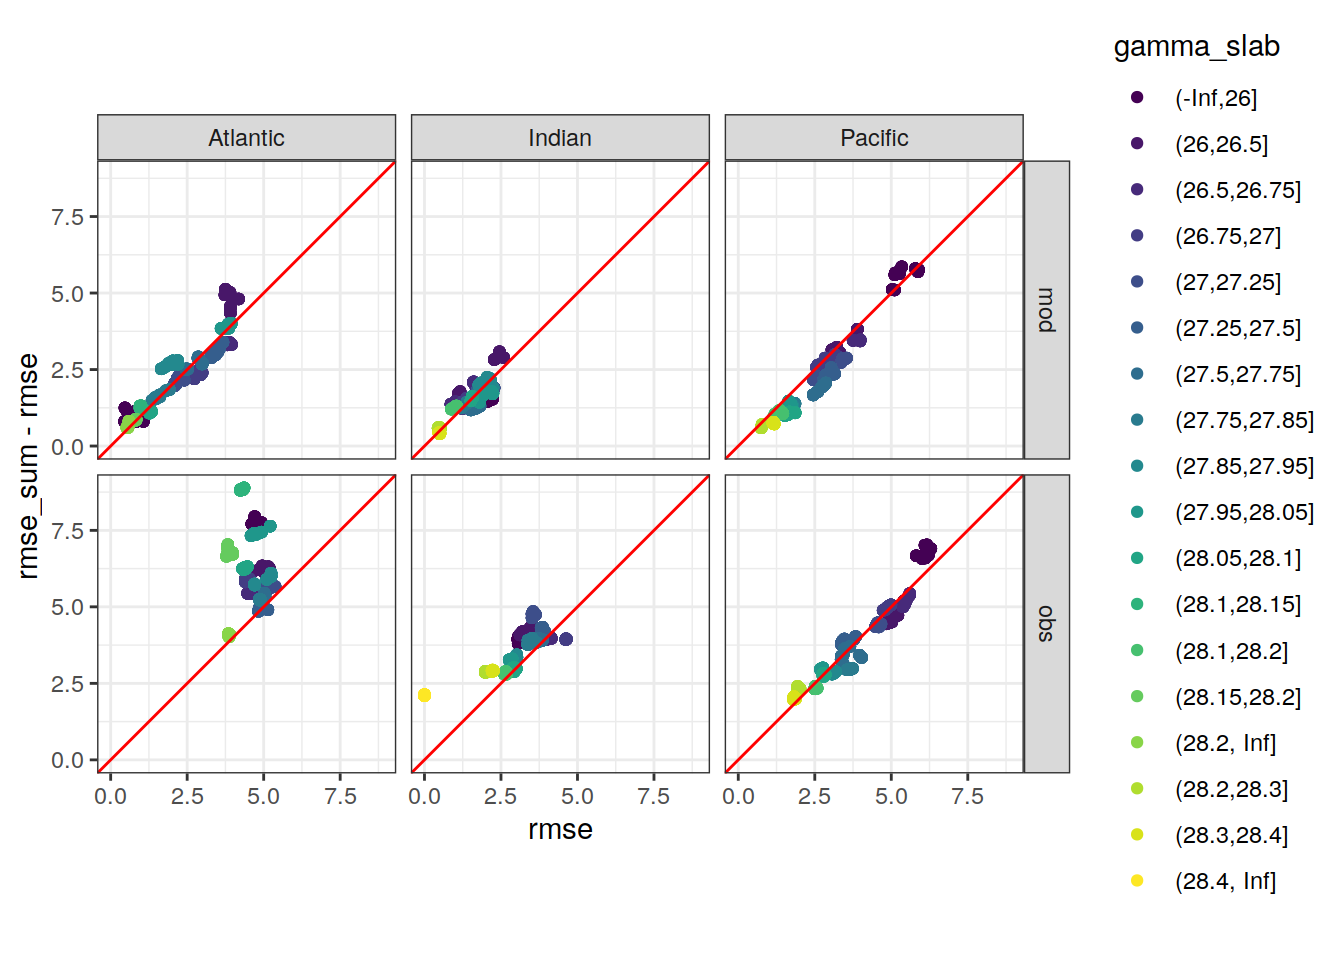 gamma_slab
(-Inf,26]
(26,26.5]
(26.5,26.75]
(26.75,27]
(27,27.25]
(27.25,27.5]
(27.5,27.75]
(27.75,27.85]
(27.85,27.95]
(27.95,28.05]
(28.05,28.1]
(28.1,28.15]
(28.1,28.2]
(28.15,28.2]
(28.2, Inf]
(28.2,28.3]
(28.3,28.4]
(28.4, Inf]
Atlantic
Indian
Pacific
mod
obs
rmse_sum - rmse
7.5
5.0
2.5
0.0
7.5
5.0
2.5
0.0
0.0 2.5 5.0 7.5
0.0 2.5 5.0 7.5
0.0 2.5 5.0 7.5
rmse